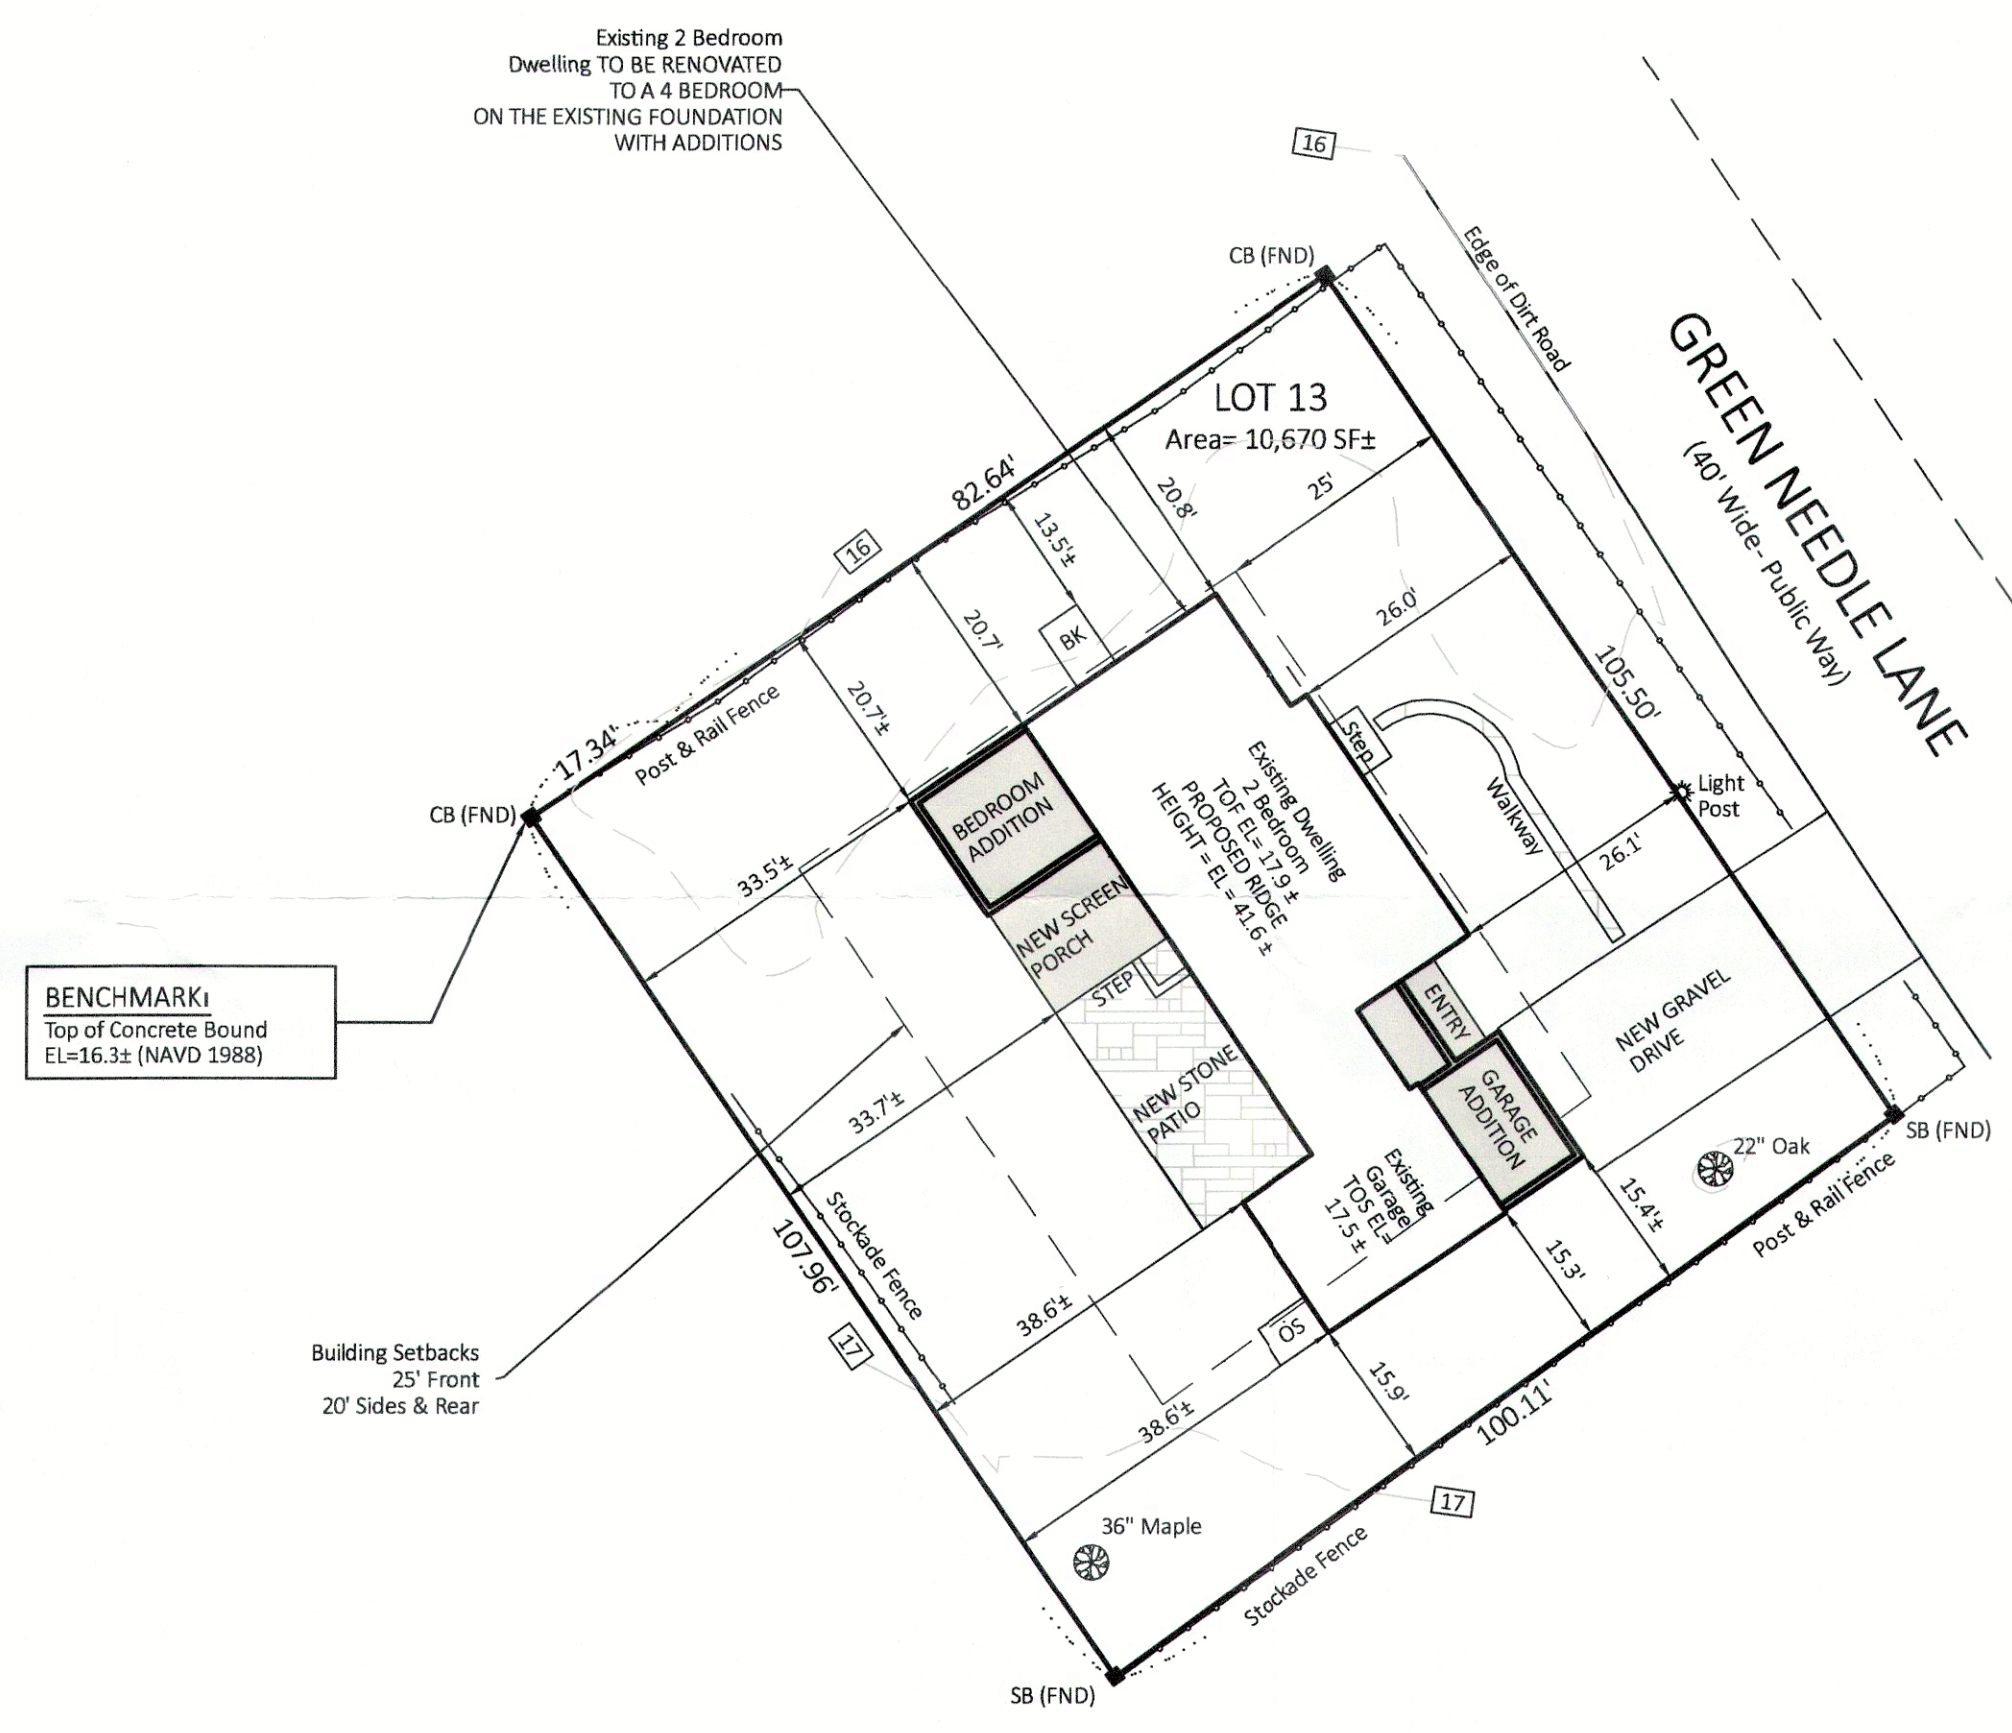 Existing 2 Bedroom
Dwelling TO BE RENOVATED
TO A 4 BEDROOM
ON THE EXISTING FOUNDATION
WITH ADDITIONS
16
CB (FND)
Edge of Dirt Road
GREEN NEEDLE LANE
(40' Wide- Public Way)
LOT 13
Area= 10,670 SF±
82.64'
20.8'
25'
13.5'±
16
20.7'
BK
26.0'
105.50'
20.7'±
Post & Rail Fence
17.34'
CB (FND)
Step
Walkway
Light
Post
26.1'
BEDROOM
ADDITION
Existing Dwelling
2 Bedroom
TOF EL= 17.9 ±
PROPOSED RIDGE
HEIGHT = EL = 41.6 ±
33.5'±
NEW SCREEN
PORCH
STEP
BENCHMARK:
Top of Concrete Bound
EL=16.3± (NAVD 1988)
ENTRY
NEW GRAVEL
DRIVE
33.7'±
NEW STONE
PATIO
GARAGE
ADDITION
22" Oak
SB (FND)
Existing
Garage
TOS EL=
17.5 ±
15.4'±
Post & Rail Fence
15.3'
Stockade Fence
107.96'
38.6'±
OS
17
Building Setbacks
25' Front
20' Sides & Rear
15.9'
38.6'±
100.11'
17
36" Maple
Stockade Fence
SB (FND)